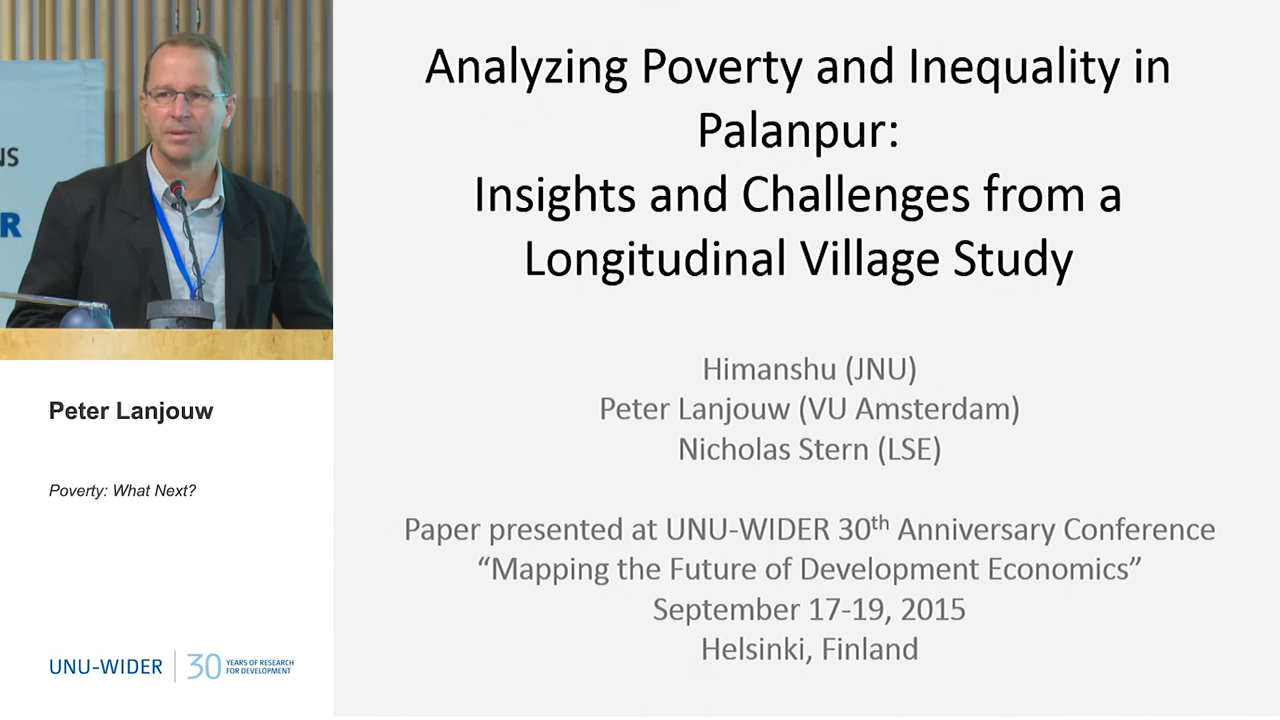 NS
R
BOSCH
Peter Lanjouw
Poverty: What Next?
UNU-WIDER
30 YEARS OF RESEARCH
FOR DEVELOPMENT
Analyzing Poverty and Inequality in
Palanpur:
Insights and Challenges from a
Longitudinal Village Study
Himanshu (JNU)
Peter Lanjouw (VU Amsterdam)
Nicholas Stern (LSE)
Paper presented at UNU-WIDER 30th Anniversary Conference
“Mapping the Future of Development Economics”
September 17-19, 2015
Helsinki, Finland